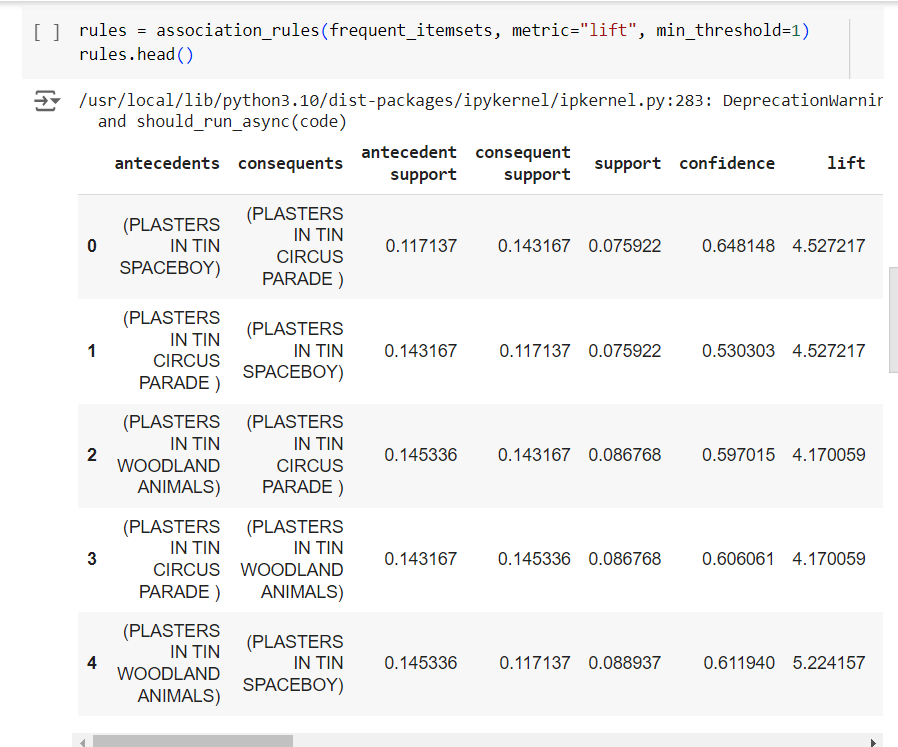 [ ] rules = association_rules(frequent_itemsets, metric="lift", min_threshold=1)
rules.head()
/usr/local/lib/python3.10/dist-packages/ipykernel/ipkernel.py:283: DeprecationWarnin
and should_run_async(code)
antecedents consequents antecedent support consequent support support confidence lift
0 (PLASTERS IN TIN SPACEBOY) (PLASTERS IN TIN CIRCUS PARADE ) 0.117137 0.143167 0.075922 0.648148 4.527217
1 (PLASTERS IN TIN CIRCUS PARADE ) (PLASTERS IN TIN SPACEBOY) 0.143167 0.117137 0.075922 0.530303 4.527217
2 (PLASTERS IN TIN WOODLAND ANIMALS) (PLASTERS IN TIN CIRCUS PARADE ) 0.145336 0.143167 0.086768 0.597015 4.170059
3 (PLASTERS IN TIN CIRCUS PARADE ) (PLASTERS IN TIN WOODLAND ANIMALS) 0.143167 0.145336 0.086768 0.606061 4.170059
4 (PLASTERS IN TIN WOODLAND ANIMALS) (PLASTERS IN TIN SPACEBOY) 0.145336 0.117137 0.088937 0.611940 5.224157